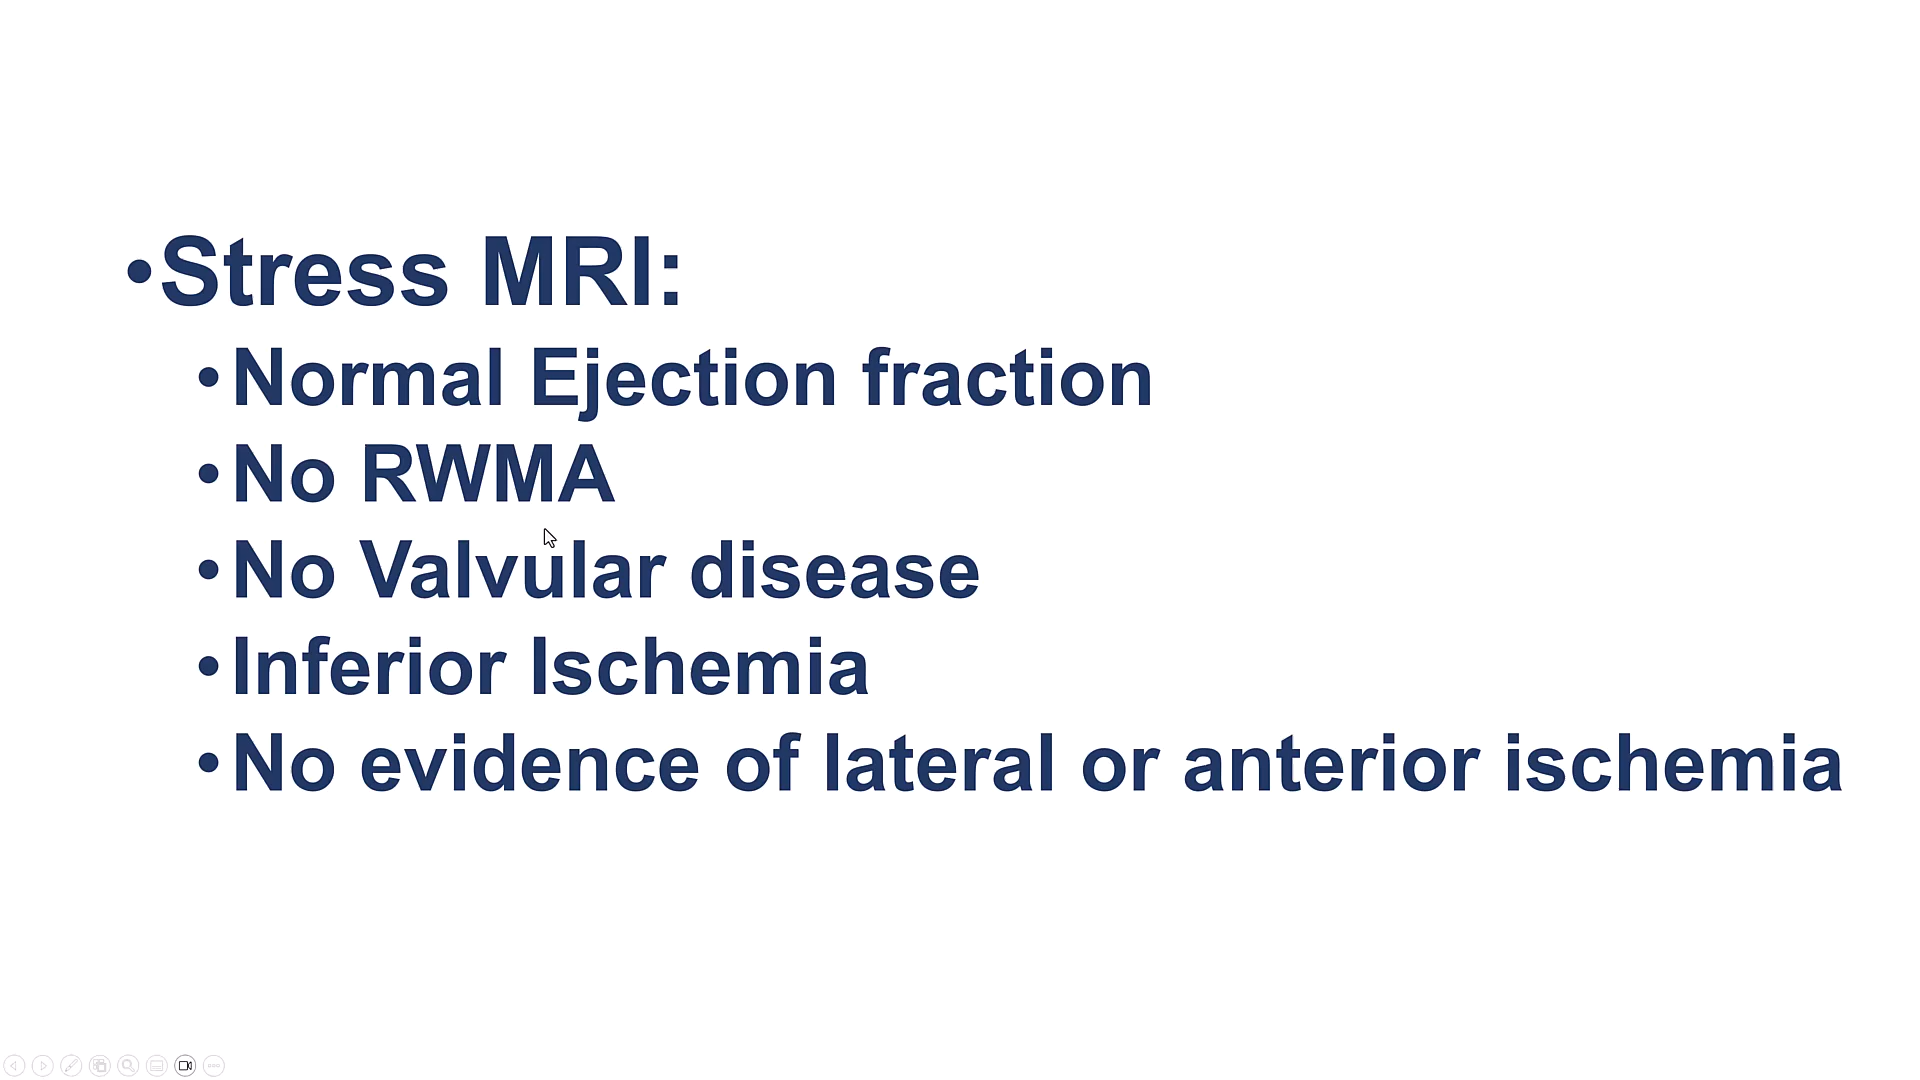 •Stress MRI:
•Normal Ejection fraction
•No RWMA
•No Valvular disease
•Inferior Ischemia
•No evidence of lateral or anterior ischemia